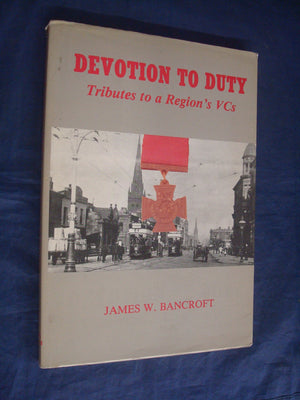 DEVOTION TO DUTY
Tributes to a Region's VCs
JAMES W. BANCROFT